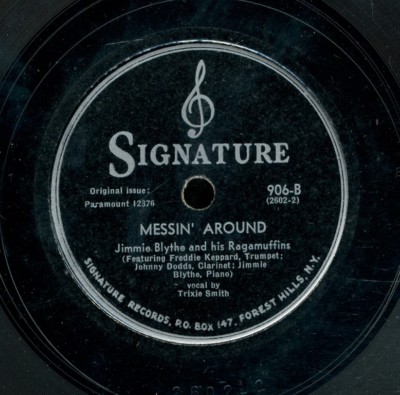 SIGNATURE
Original issue:
Paramount 12376
906-B
(2602-2)
MESSIN' AROUND
Jimmie Blythe and his Ragamuffins
(Featuring Freddie Keppard, Trumpet;
Johnny Dodds, Clarinet; Jimmie
Blythe, Piano)
vocal by
Trixie Smith
SIGNATURE RECORDS, P.O. BOX 147, FOREST HILLS, N.Y.